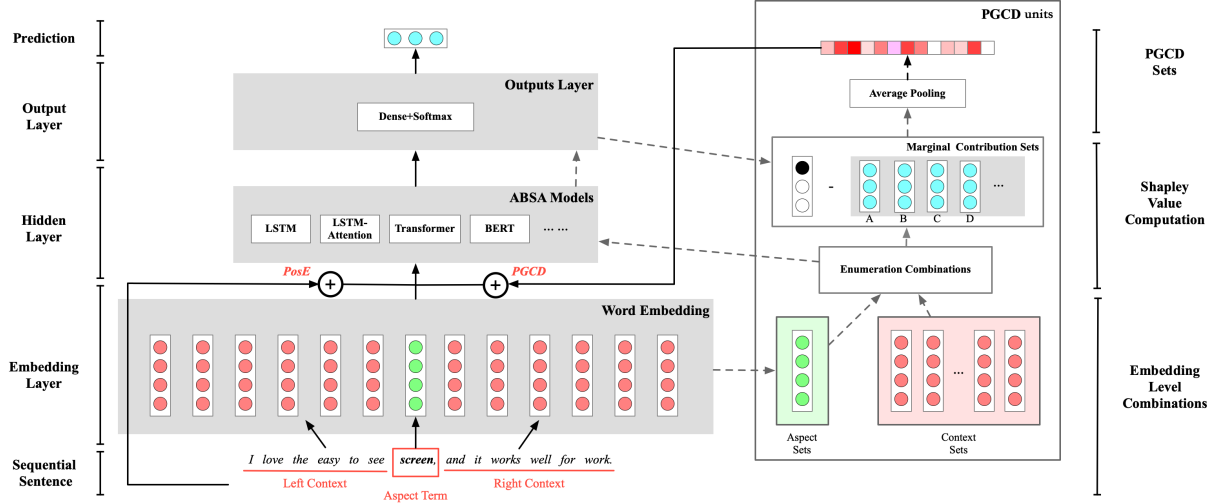 Prediction
Output
Layer
Hidden
Layer
Embedding
Layer
Sequential
Sentence
Outputs Layer
Dense+Softmax
ABSA Models
LSTM
LSTM-
Attention
Transformer
BERT
... ...
PosE
+
+
PGCD
Word Embedding
I love the easy to see screen, and it works well for work.
Left Context
Aspect Term
Right Context
PGCD units
Average Pooling
Marginal Contribution Sets
-
...
A
B
C
D
Enumeration Combinations
...
Aspect
Sets
Context
Sets
PGCD
Sets
Shapley
Value
Computation
Embedding
Level
Combinations